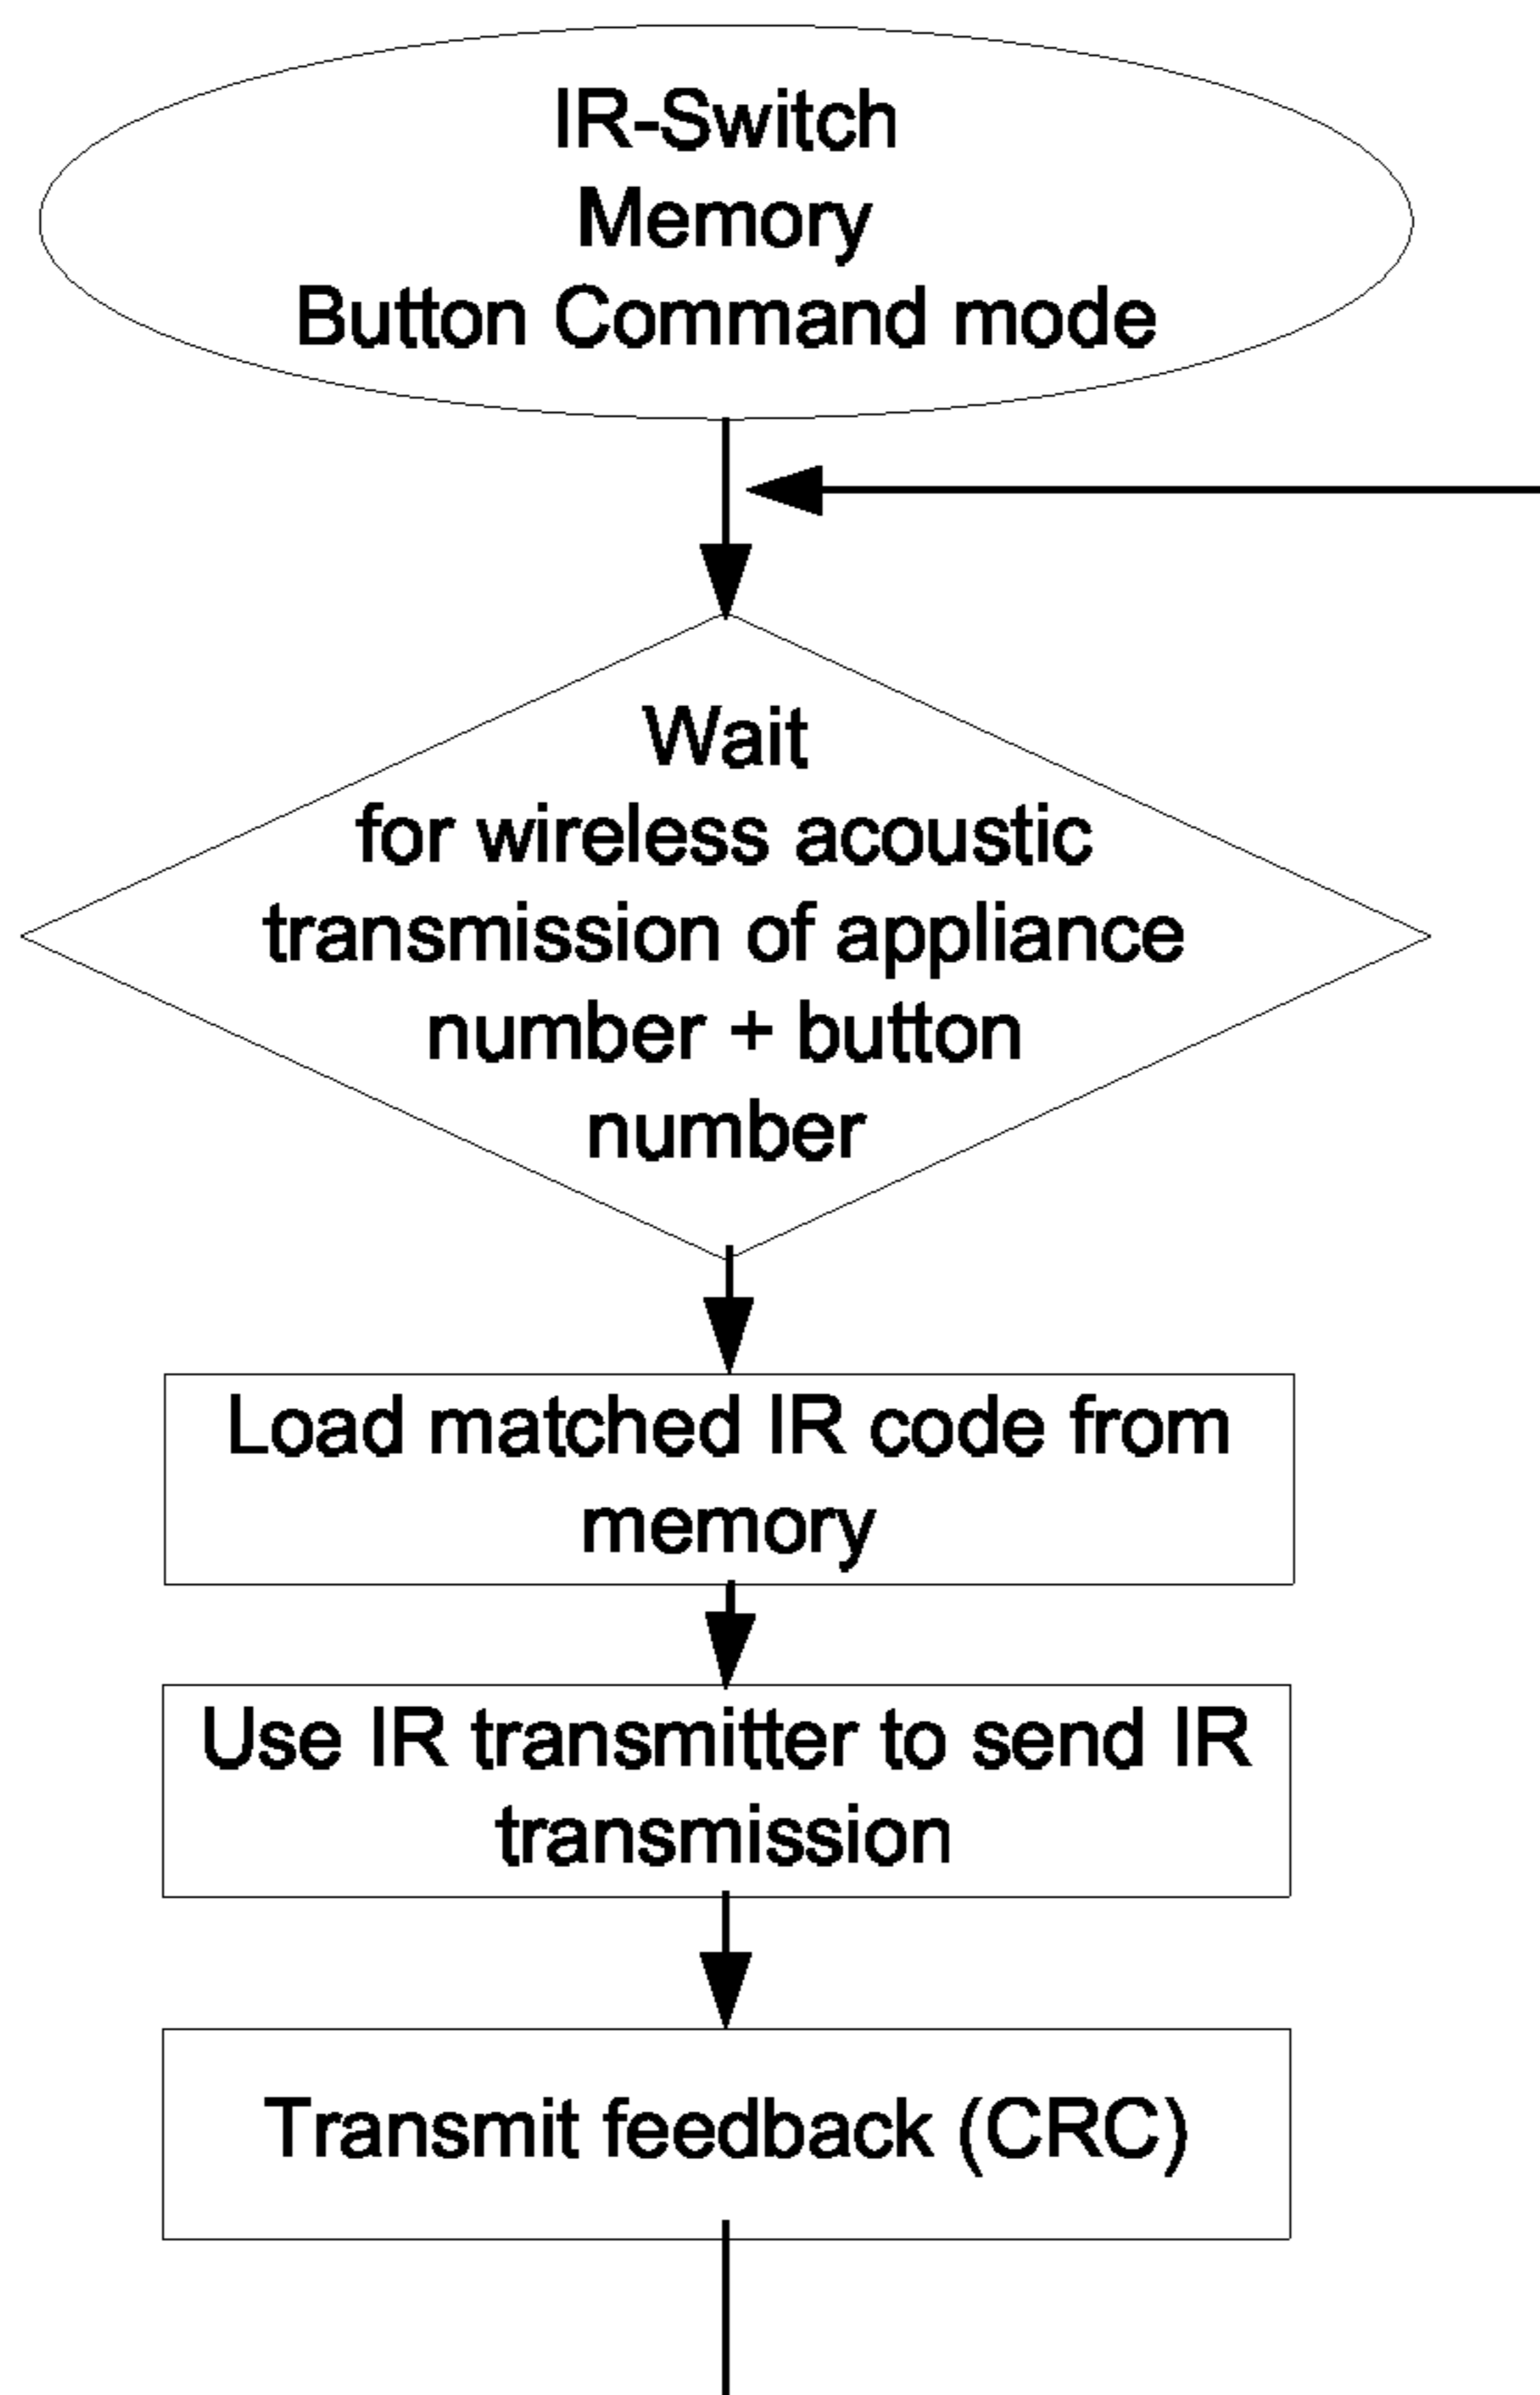 IR-Switch
Memory
Button Command mode
Wait
for wireless acoustic
transmission of appliance
number + button
number
Load matched IR code from
memory
Use IR transmitter to send IR
transmission
Transmit feedback (CRC)